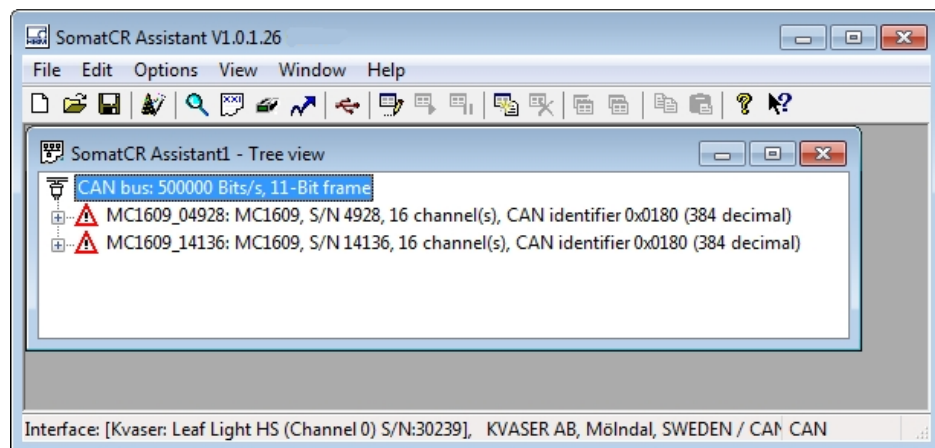 SomatCR Assistant V1.0.1.26
File Edit Options View Window Help
SomatCR Assistant1 - Tree view
CAN bus: 500000 Bits/s, 11-Bit frame
MC1609_04928: MC1609, S/N 4928, 16 channel(s), CAN identifier 0x0180 (384 decimal)
MC1609_14136: MC1609, S/N 14136, 16 channel(s), CAN identifier 0x0180 (384 decimal)
Interface: [Kvaser: Leaf Light HS (Channel 0) S/N:30239], KVASER AB, Mölndal, SWEDEN / CAN CAN